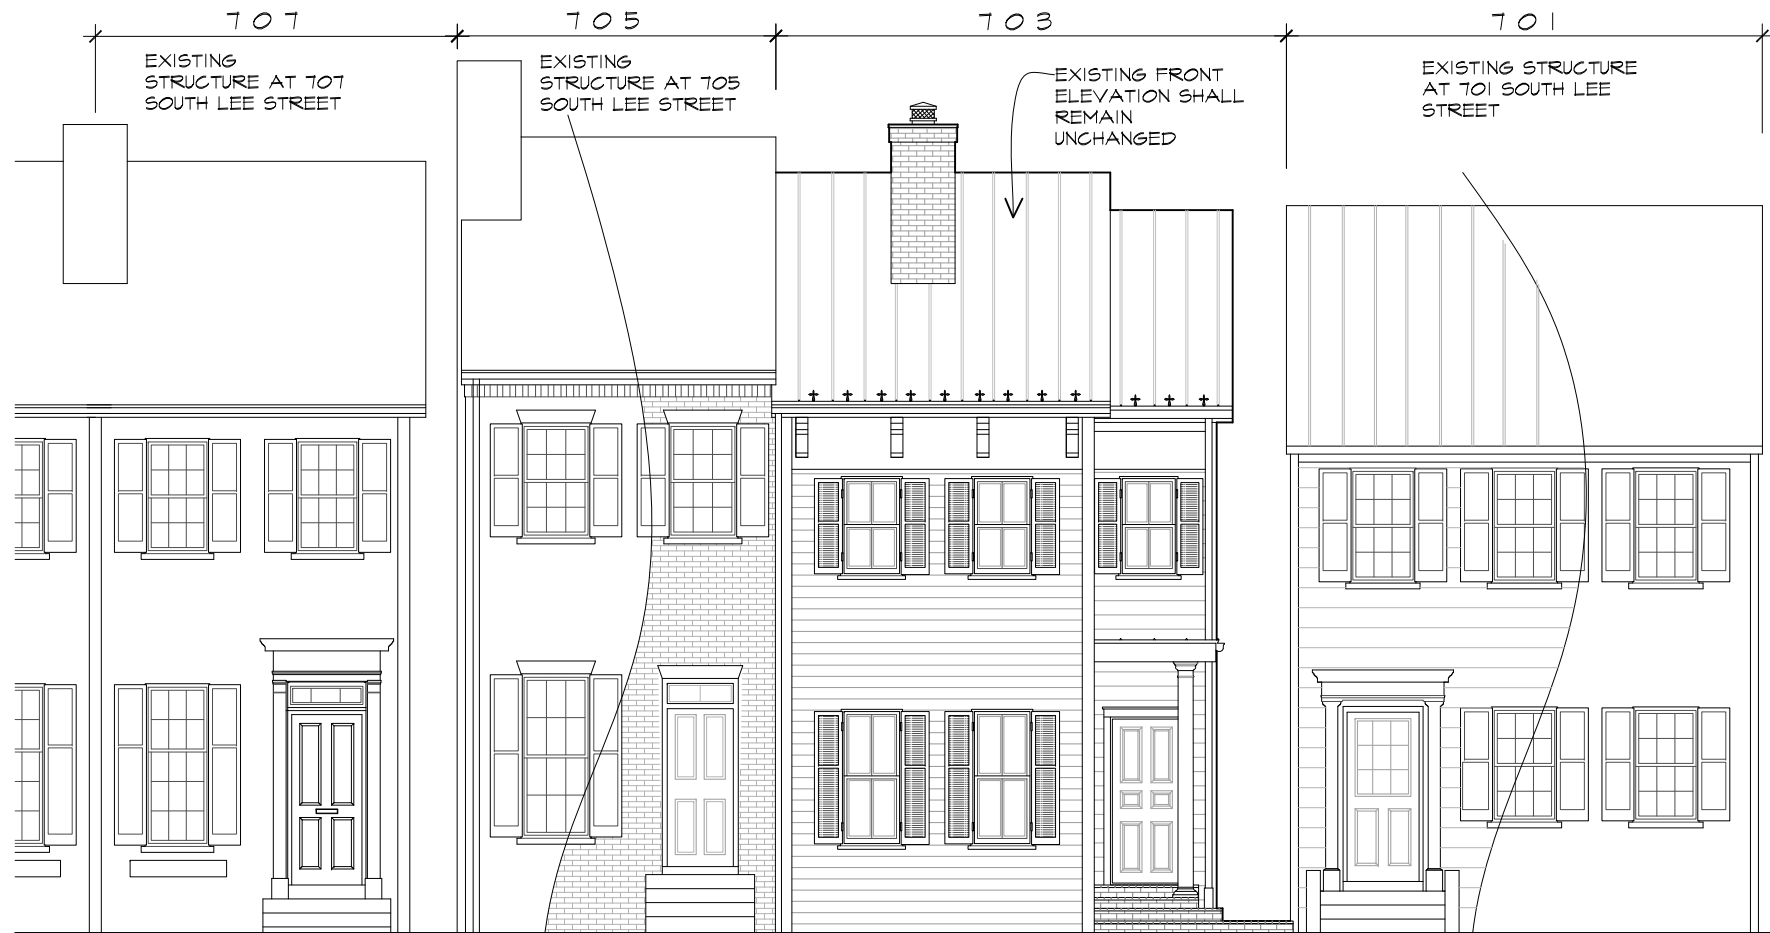 707
705
703
701
EXISTING
STRUCTURE AT 707
SOUTH LEE STREET
EXISTING
STRUCTURE AT 705
SOUTH LEE STREET
EXISTING FRONT
ELEVATION SHALL
REMAIN
UNCHANGED
EXISTING STRUCTURE
AT 701 SOUTH LEE
STREET